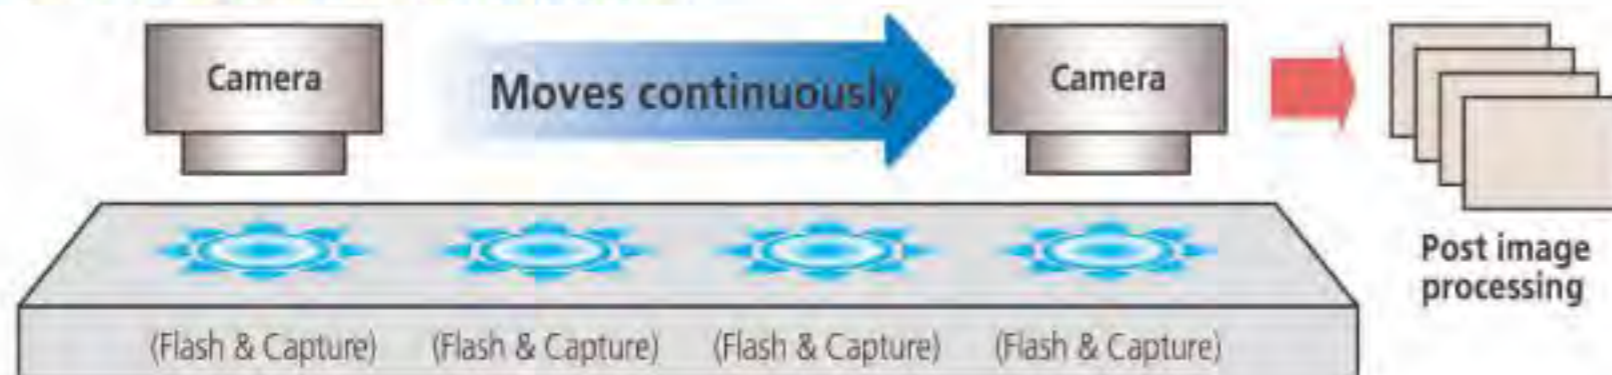 Camera
Moves continuously
Camera
Post image
processing
(Flash & Capture) (Flash & Capture) (Flash & Capture) (Flash & Capture)